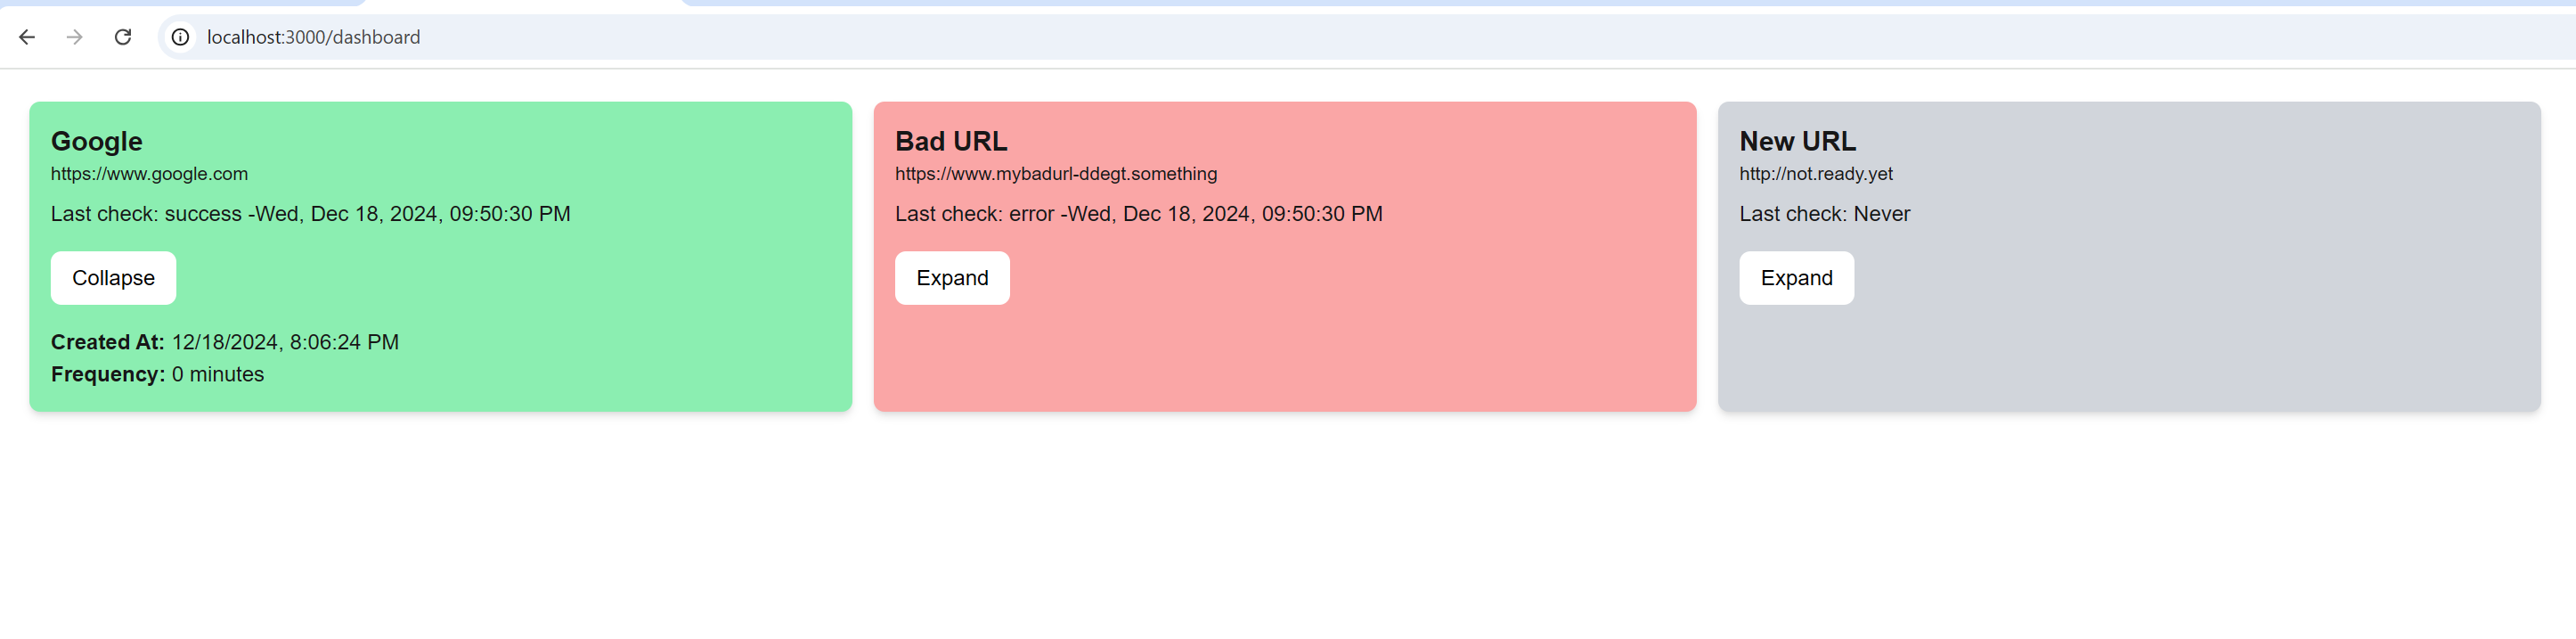 localhost:3000/dashboard
Google
https://www.google.com
Last check: success -Wed, Dec 18, 2024, 09:50:30 PM
Collapse
Created At: 12/18/2024, 8:06:24 PM
Frequency: 0 minutes
Bad URL
https://www.mybadurl-ddegt.something
Last check: error -Wed, Dec 18, 2024, 09:50:30 PM
Expand
New URL
http://not.ready.yet
Last check: Never
Expand